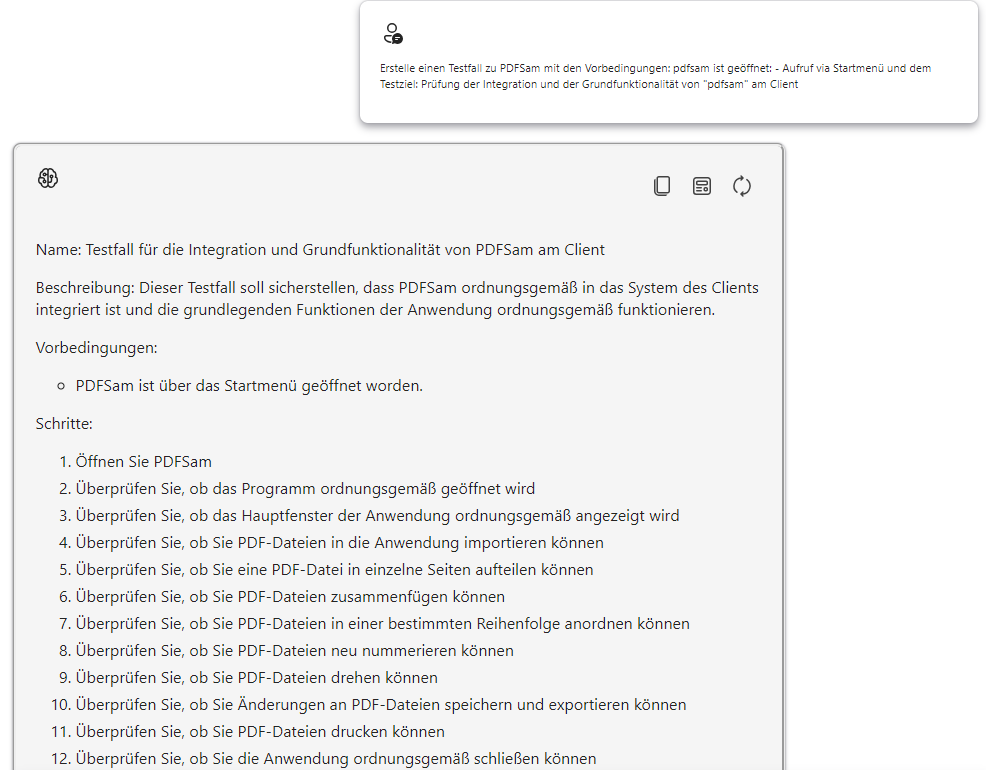 Erstelle einen Testfall zu PDFSam mit den Vorbedingungen: pdfsam ist geöffnet: - Aufruf via Startmenü und dem
Testziel: Prüfung der Integration und der Grundfunktionalität von "pdfsam" am Client
Name: Testfall für die Integration und Grundfunktionalität von PDFSam am Client
Beschreibung: Dieser Testfall soll sicherstellen, dass PDFSam ordnungsgemäß in das System des Clients
integriert ist und die grundlegenden Funktionen der Anwendung ordnungsgemäß funktionieren.
Vorbedingungen:
PDFSam ist über das Startmenü geöffnet worden.
Schritte:
1. Öffnen Sie PDFSam
2. Überprüfen Sie, ob das Programm ordnungsgemäß geöffnet wird
3. Überprüfen Sie, ob das Hauptfenster der Anwendung ordnungsgemäß angezeigt wird
4. Überprüfen Sie, ob Sie PDF-Dateien in die Anwendung importieren können
5. Überprüfen Sie, ob Sie eine PDF-Datei in einzelne Seiten aufteilen können
6. Überprüfen Sie, ob Sie PDF-Dateien zusammenfügen können
7. Überprüfen Sie, ob Sie PDF-Dateien in einer bestimmten Reihenfolge anordnen können
8. Überprüfen Sie, ob Sie PDF-Dateien neu nummerieren können
9. Überprüfen Sie, ob Sie PDF-Dateien drehen können
10. Überprüfen Sie, ob Sie Änderungen an PDF-Dateien speichern und exportieren können
11. Überprüfen Sie, ob Sie PDF-Dateien drucken können
12. Überprüfen Sie, ob Sie die Anwendung ordnungsgemäß schließen können